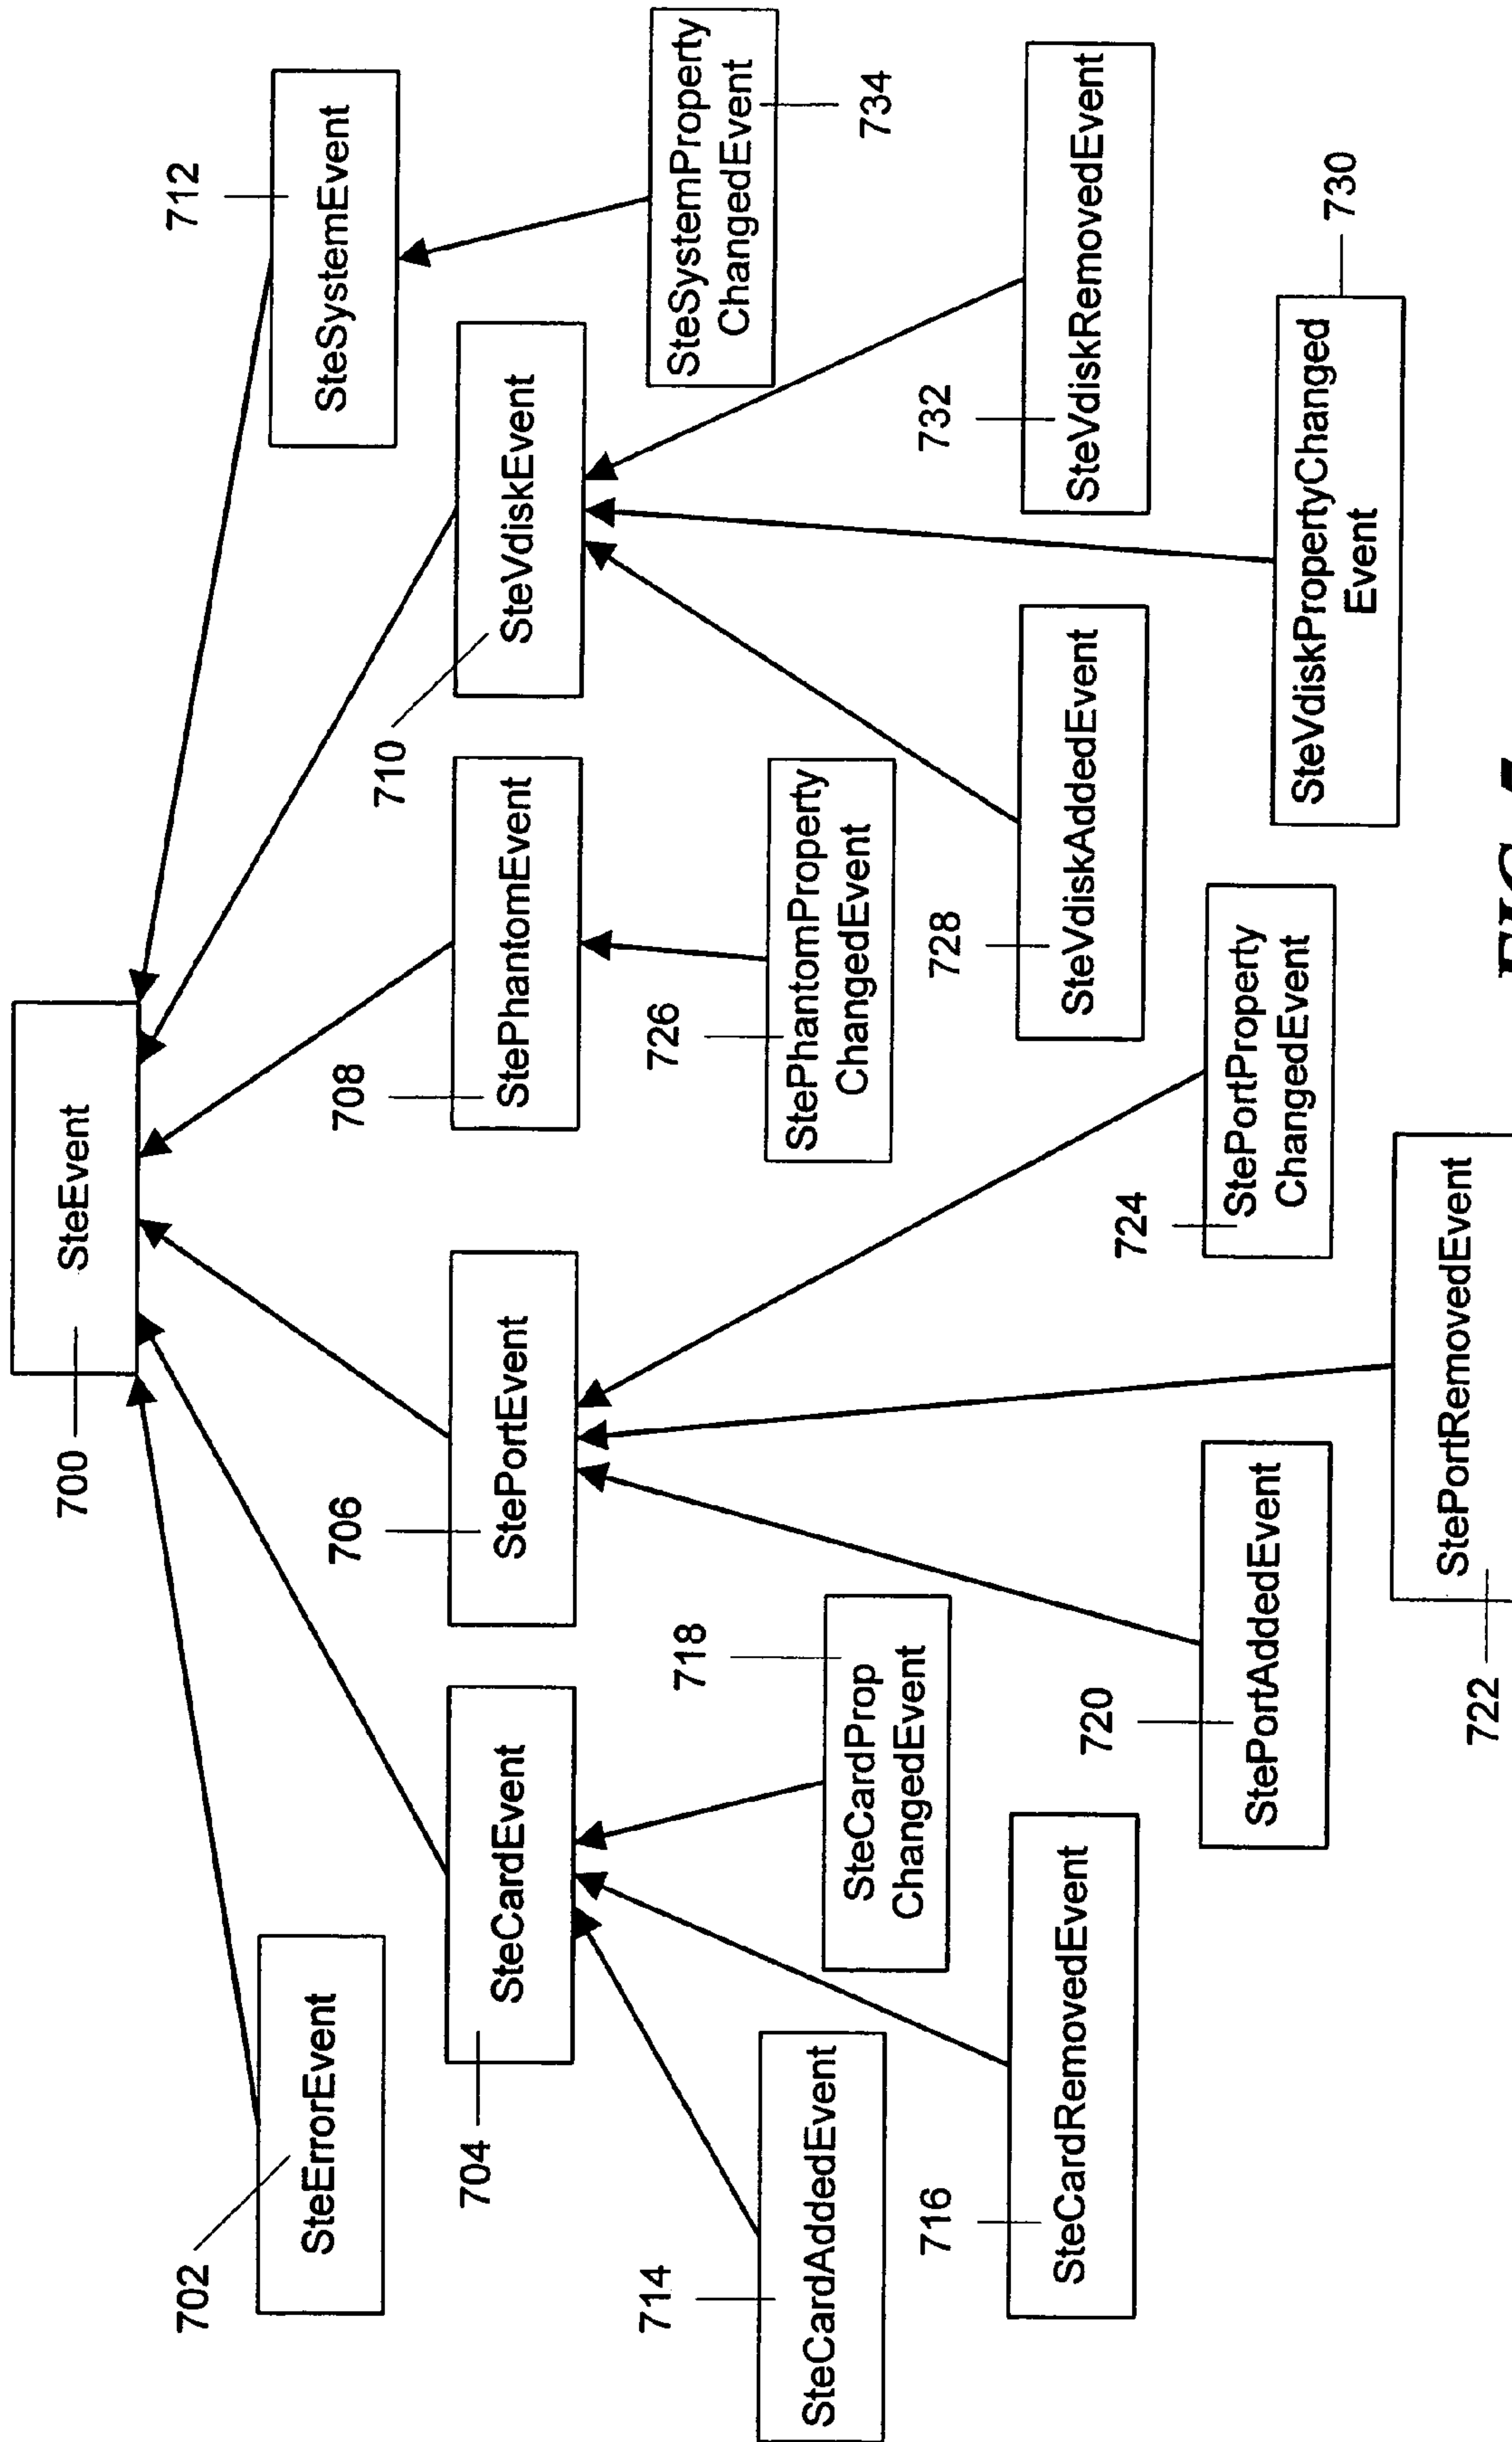 SteEvent
700
SteErrorEvent
702
SteCardEvent
704
StePortEvent
706
StePhantomEvent
708
SteVdiskEvent
710
SteSystemEvent
712
SteCardAddedEvent
714
SteCardRemovedEvent
716
SteCardProp
ChangedEvent
718
StePortAddedEvent
720
StePortRemovedEvent
722
StePortProperty
ChangedEvent
724
StePhantomProperty
ChangedEvent
726
SteVdiskAddedEvent
728
SteVdiskPropertyChanged
Event
730
SteVdiskRemovedEvent
732
SteSystemProperty
ChangedEvent
734